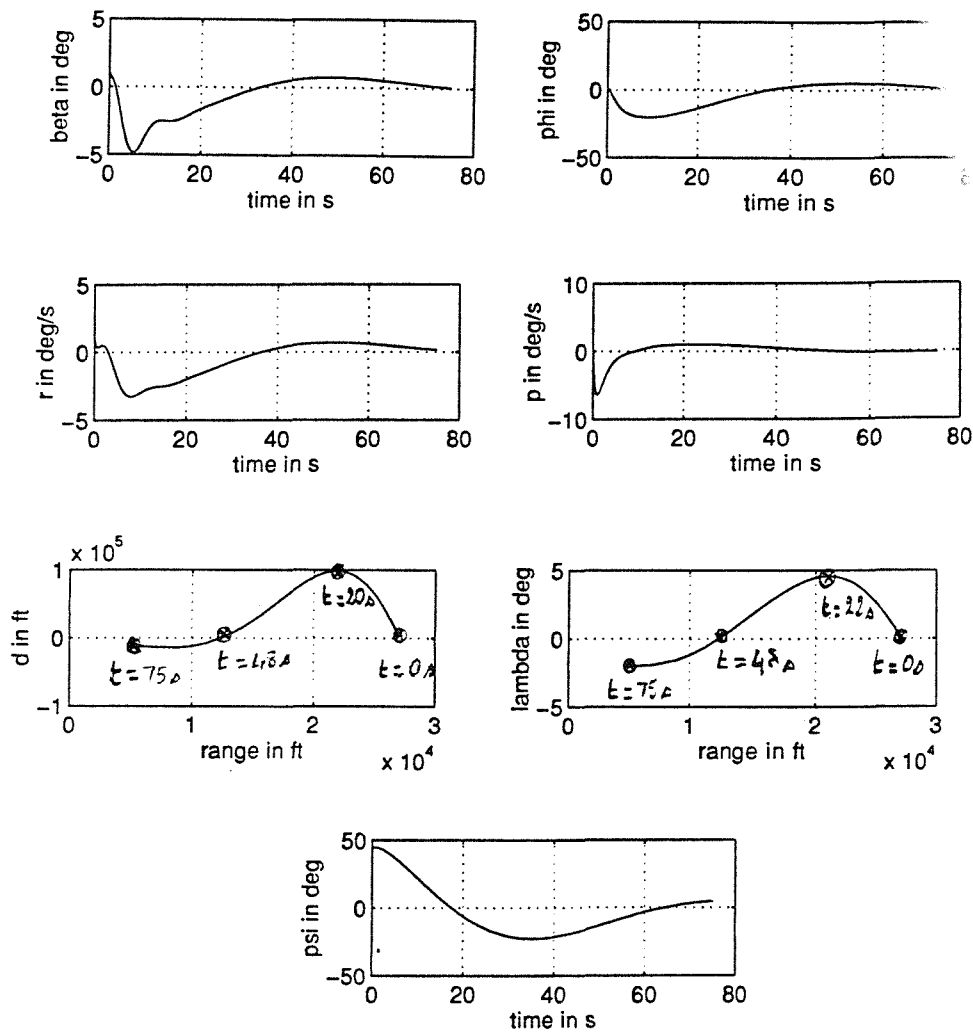 5
0
−5
beta in deg
0 20 40 60 80
time in s
50
0
−50
phi in deg
0 20 40 60
time in s
5
0
−5
r in deg/s
0 20 40 60 80
time in s
10
0
−10
p in deg/s
0 20 40 60 80
time in s
x 10^5
1
0
−1
d in ft
t=20s
t=75s
t=48s
t=0s
0 1 2 3
range in ft
x 10^4
5
0
−5
lambda in deg
t=22s
t=75s
t=48s
t=0s
0 1 2 3
range in ft
x 10^4
50
0
−50
psi in deg
0 20 40 60 80
time in s